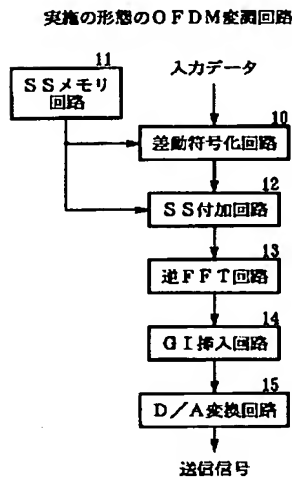 実施の形態のOFDM変調回路
11
SSメモリ
回路
入力データ
10
差動符号化回路
12
SS付加回路
13
逆FFT回路
14
GI挿入回路
15
D/A変換回路
送信信号